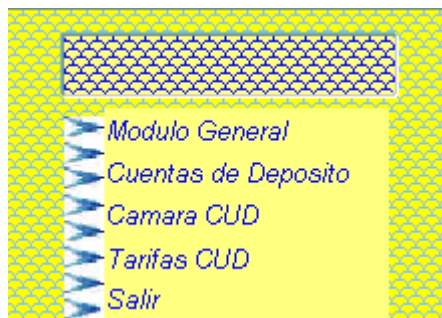 Modulo General
Cuentas de Deposito
Camara CUD
Tarifas CUD
Salir